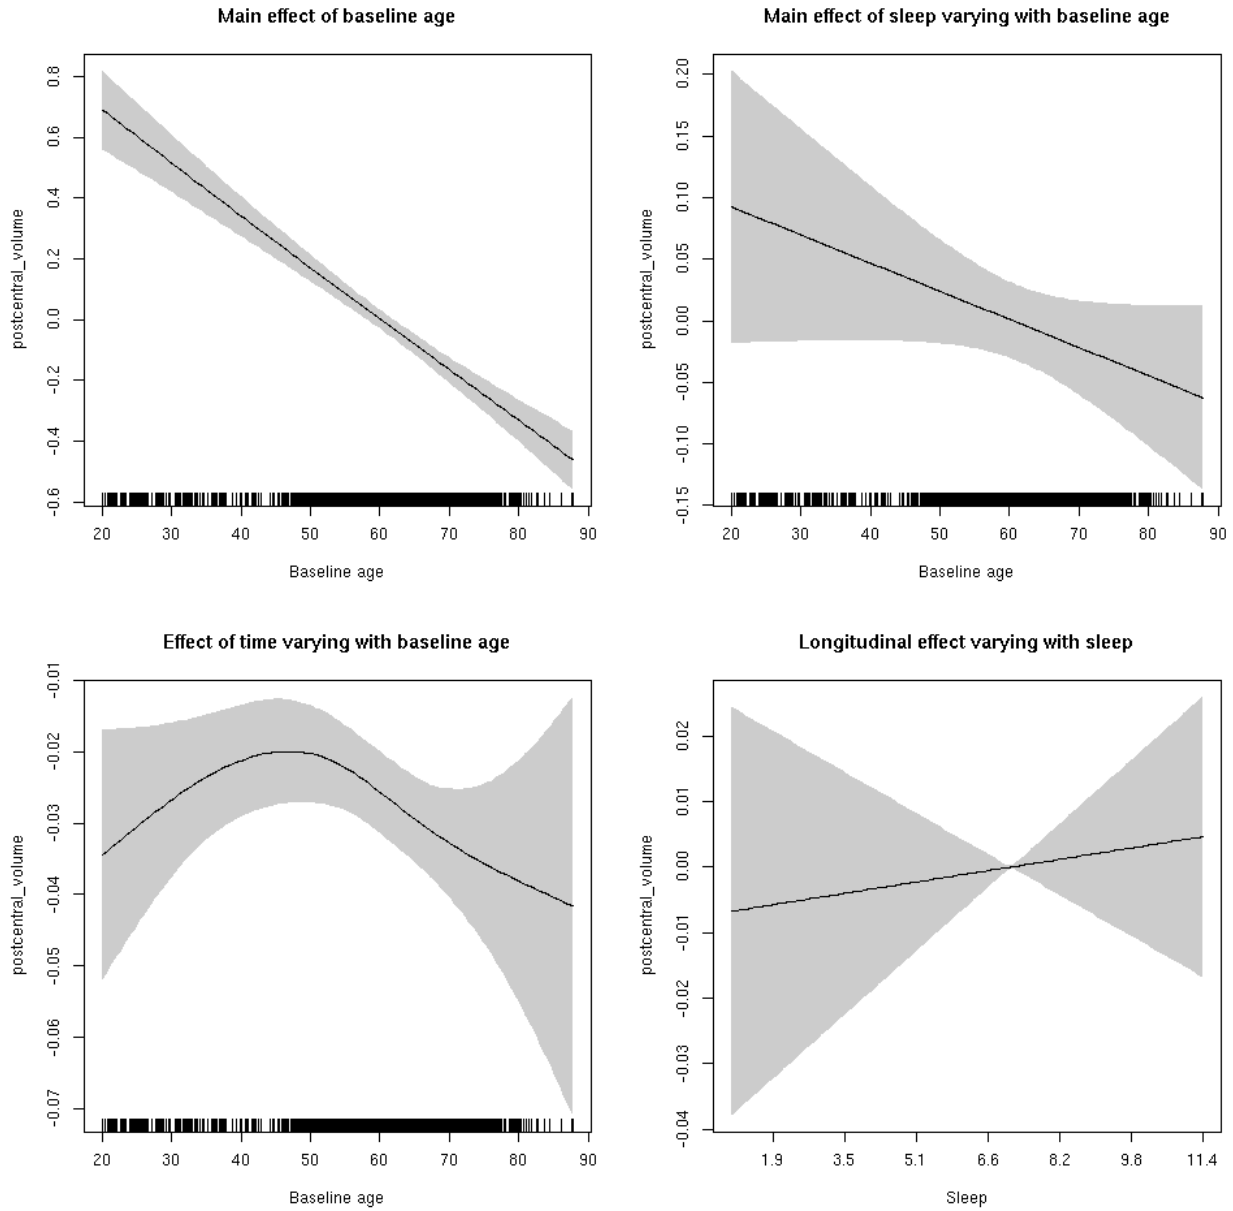 Main effect of baseline age
postcentral_volume
0.8
0.6
0.4
0.2
0.0
-0.2
-0.4
-0.6
20 30 40 50 60 70 80 90
Baseline age
Main effect of sleep varying with baseline age
postcentral_volume
0.20
0.15
0.10
0.05
0.00
-0.05
-0.10
-0.15
20 30 40 50 60 70 80 90
Baseline age
Effect of time varying with baseline age
postcentral_volume
-0.01
-0.02
-0.03
-0.04
-0.05
-0.06
-0.07
20 30 40 50 60 70 80 90
Baseline age
Longitudinal effect varying with sleep
postcentral_volume
0.02
0.01
0.00
-0.01
-0.02
-0.03
-0.04
1.9 3.5 5.1 6.6 8.2 9.8 11.4
Sleep